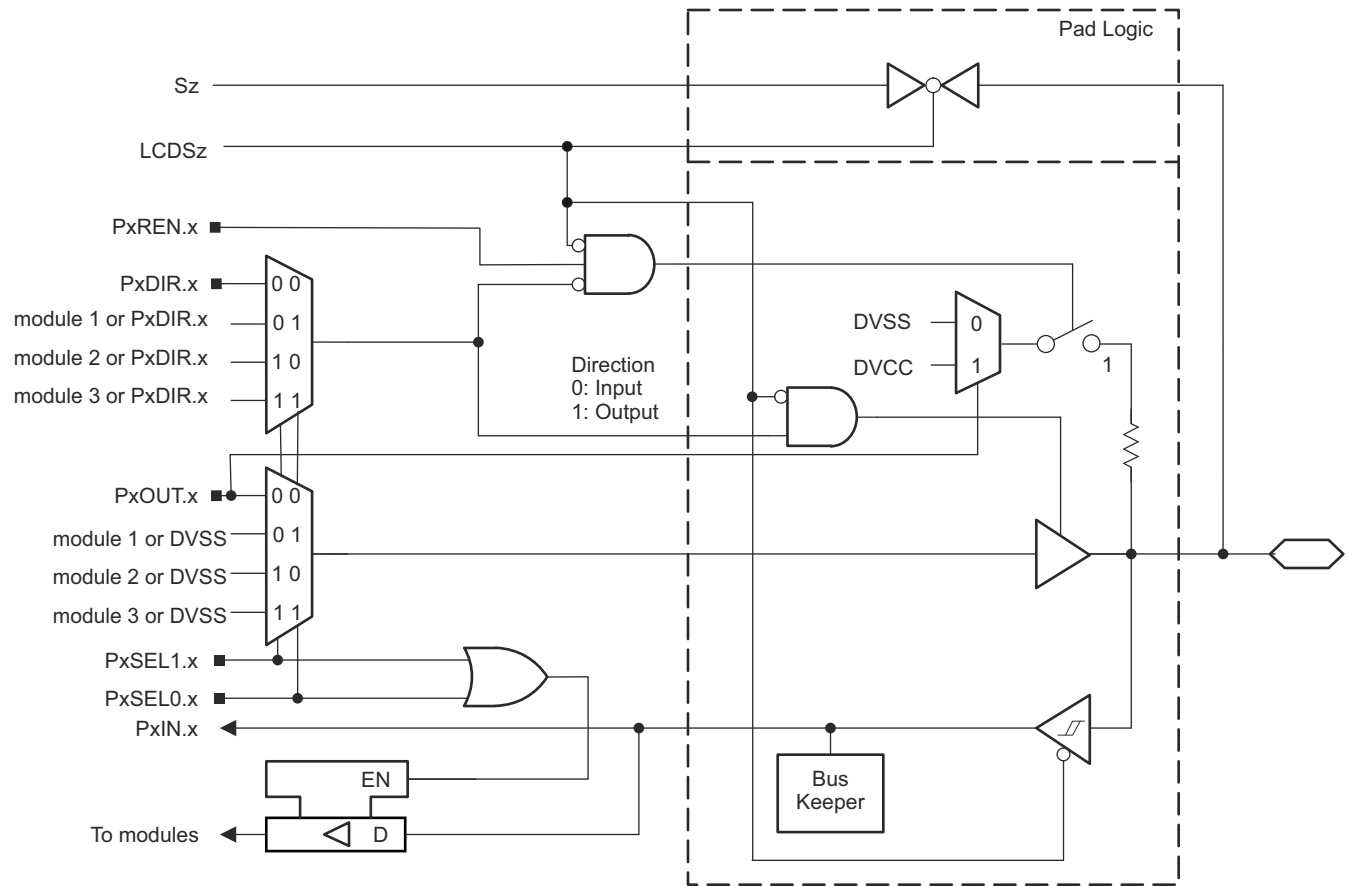 Pad Logic
Sz
LCDSz
PxREN.x
PxDIR.x
0 0
module 1 or PxDIR.x
0 1
module 2 or PxDIR.x
1 0
module 3 or PxDIR.x
1 1
Direction
0: Input
1: Output
DVSS
0
DVCC
1
1
PxOUT.x
0 0
module 1 or DVSS
0 1
module 2 or DVSS
1 0
module 3 or DVSS
1 1
PxSEL1.x
PxSEL0.x
PxIN.x
EN
Bus
Keeper
To modules
D